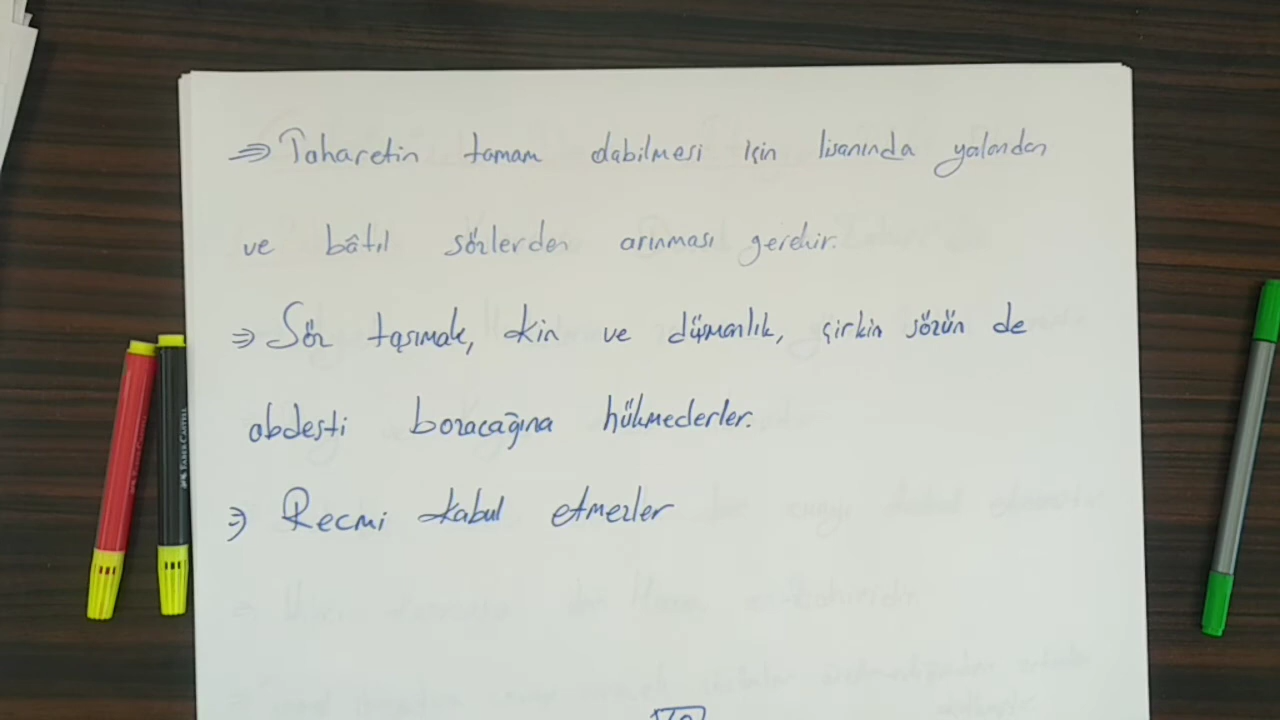 ⇒ Taharetin tamam olabilmesi için lisanında yalandan
ve bâtıl sözlerden arınması gerekir.
⇒ Söz taşımak, kin ve düşmanlık, çirkin sözün de
abdesti bozacağına hükmederler.
⇒ Recmi kabul etmezler